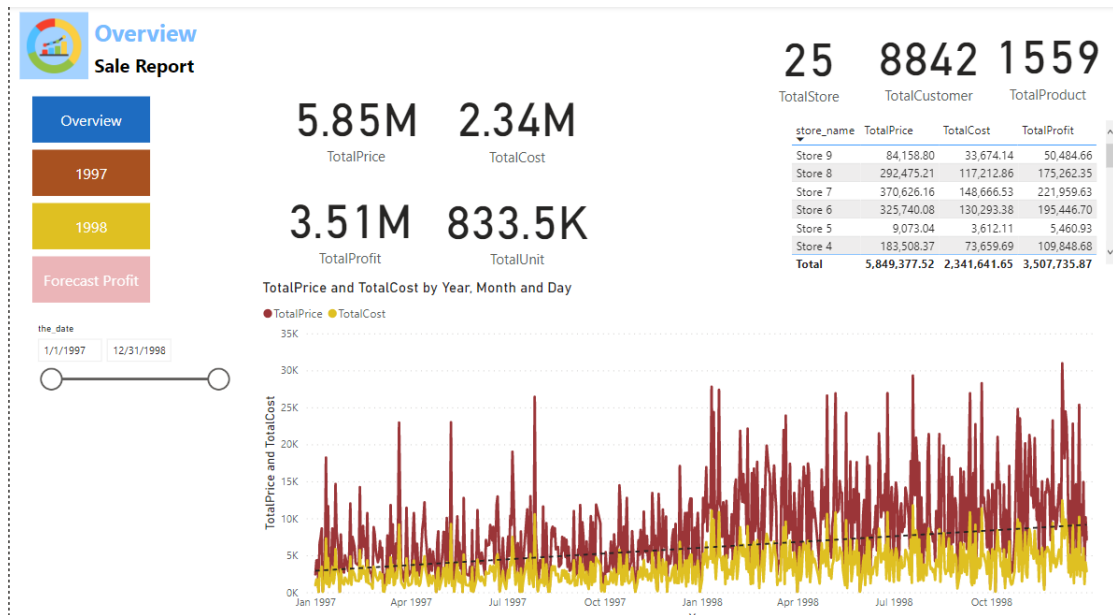 Overview
Sale Report
Overview
1997
1998
Forecast Profit
the_date
1/1/1997 12/31/1998
5.85M 2.34M
TotalPrice TotalCost
3.51M 833.5K
TotalProfit TotalUnit
25 8842 1559
TotalStore TotalCustomer TotalProduct
store_name TotalPrice TotalCost TotalProfit
Store 9 84,158.80 33,674.14 50,484.66
Store 8 292,475.21 117,212.86 175,262.35
Store 7 370,626.16 148,666.53 221,959.63
Store 6 325,740.08 130,293.38 195,446.70
Store 5 9,073.04 3,612.11 5,460.93
Store 4 183,508.37 73,659.69 109,848.68
Total 5,849,377.52 2,341,641.65 3,507,735.87
TotalPrice and TotalCost by Year, Month and Day
TotalPrice TotalCost
TotalPrice and TotalCost
35K
30K
25K
20K
15K
10K
5K
0K
Jan 1997 Apr 1997 Jul 1997 Oct 1997 Jan 1998 Apr 1998 Jul 1998 Oct 1998